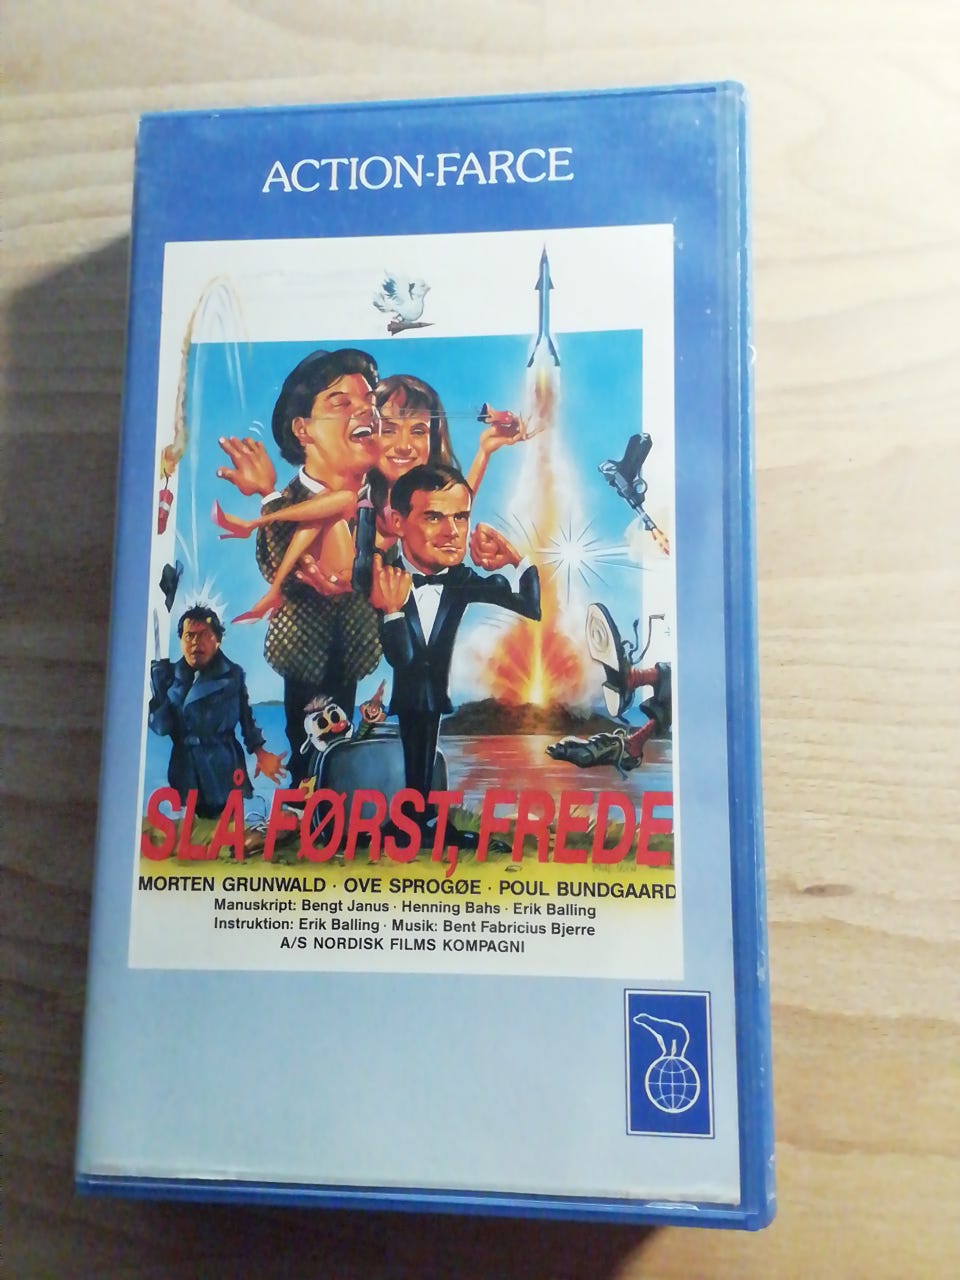 ACTION-FARCE
SLÅ FØRST, FREDE
MORTEN GRUNWALD · OVE SPROGØE · POUL BUNDGAARD
Manuskript: Bengt Janus · Henning Bahs · Erik Balling
Instruktion: Erik Balling · Musik: Bent Fabricius Bjerre
A/S NORDISK FILMS KOMPAGNI